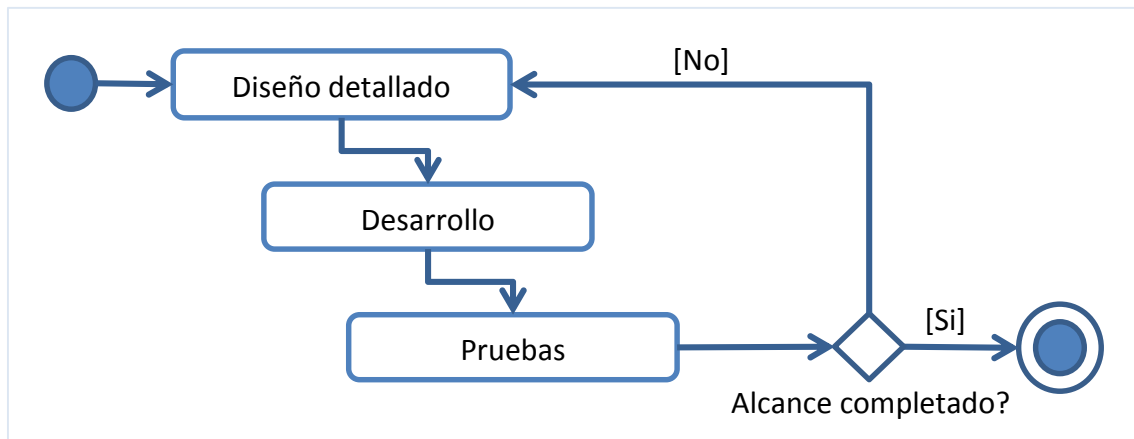 [No]
Diseño detallado
Desarrollo
[Si]
Pruebas
Alcance completado?